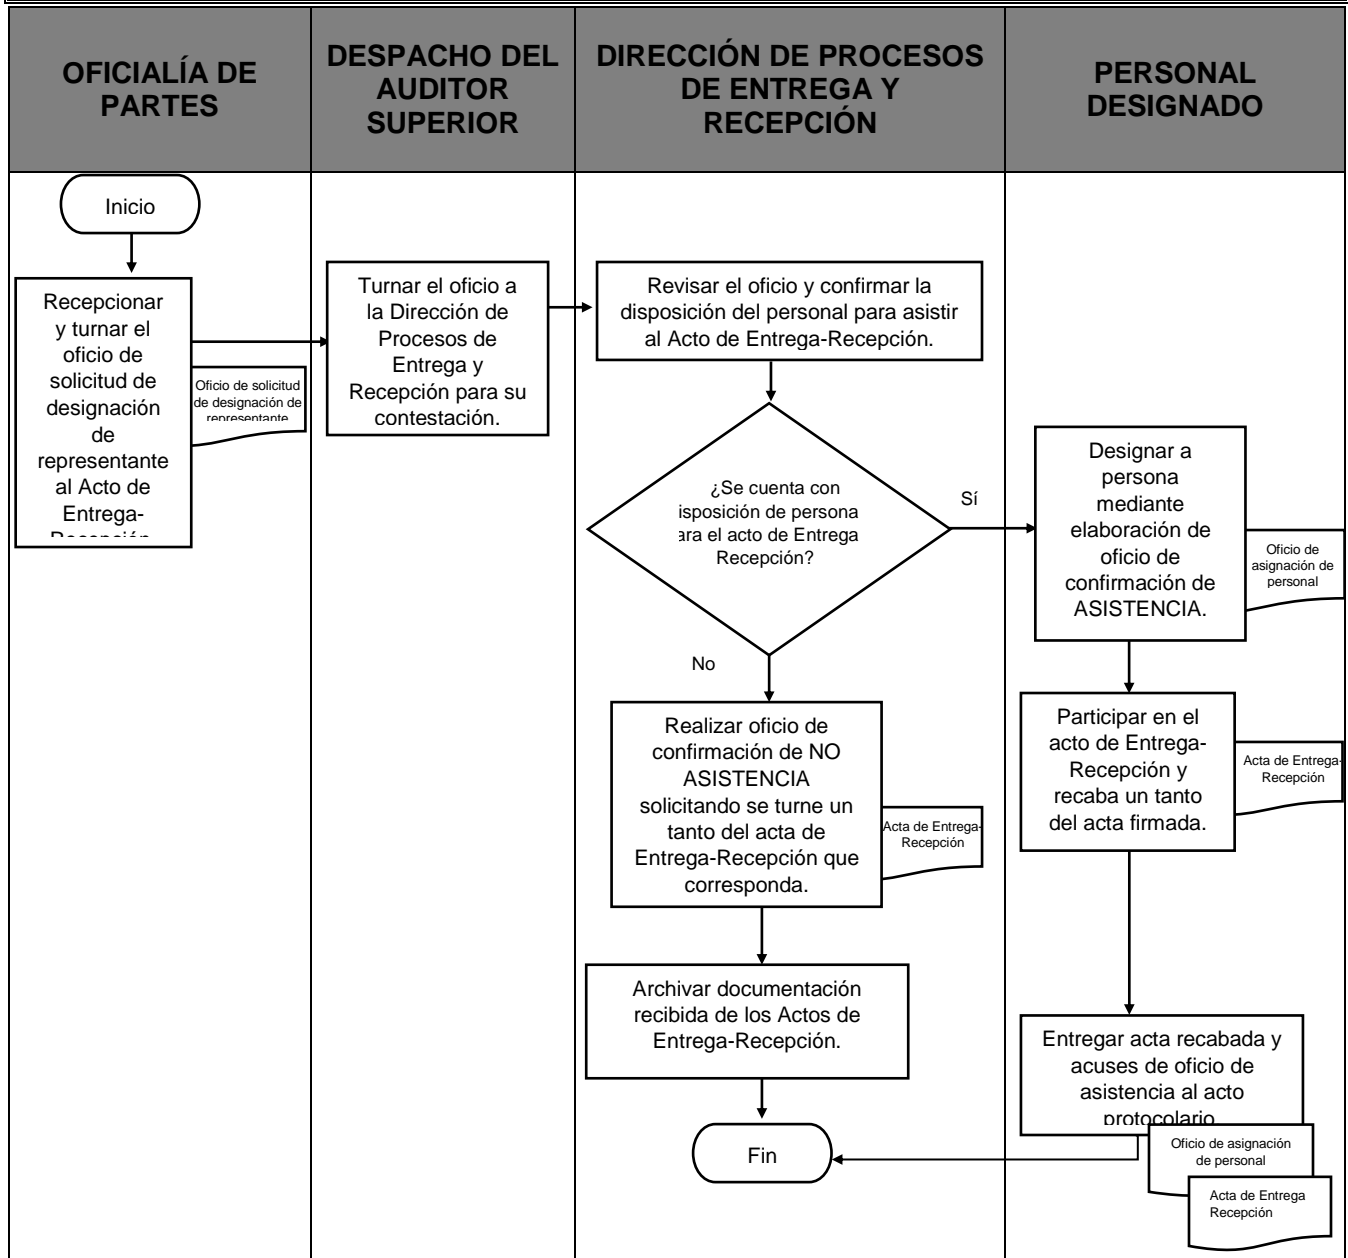 OFICIALÍA DE
PARTES
DESPACHO DEL
AUDITOR
SUPERIOR
DIRECCIÓN DE PROCESOS
DE ENTREGA Y
RECEPCIÓN
PERSONAL
DESIGNADO
Inicio
Recepcionar
y turnar el
oficio de
solicitud de
designación
de
representante
al Acto de
Entrega-
Recepción
Oficio de solicitud
de designación de
representante
Turnar el oficio a
la Dirección de
Procesos de
Entrega y
Recepción para su
contestación.
Revisar el oficio y confirmar la
disposición del personal para asistir
al Acto de Entrega-Recepción.
¿Se cuenta con
isposición de persona
ara el acto de Entrega
Recepción?
Sí
No
Designar a
persona
mediante
elaboración de
oficio de
confirmación de
ASISTENCIA.
Oficio de
asignación de
personal
Realizar oficio de
confirmación de NO
ASISTENCIA
solicitando se turne un
tanto del acta de
Entrega-Recepción que
corresponda.
Acta de Entrega-
Recepción
Participar en el
acto de Entrega-
Recepción y
recaba un tanto
del acta firmada.
Acta de Entrega-
Recepción
Archivar documentación
recibida de los Actos de
Entrega-Recepción.
Entregar acta recabada y
acuses de oficio de
asistencia al acto
protocolario
Oficio de asignación
de personal
Acta de Entrega
Recepción
Fin